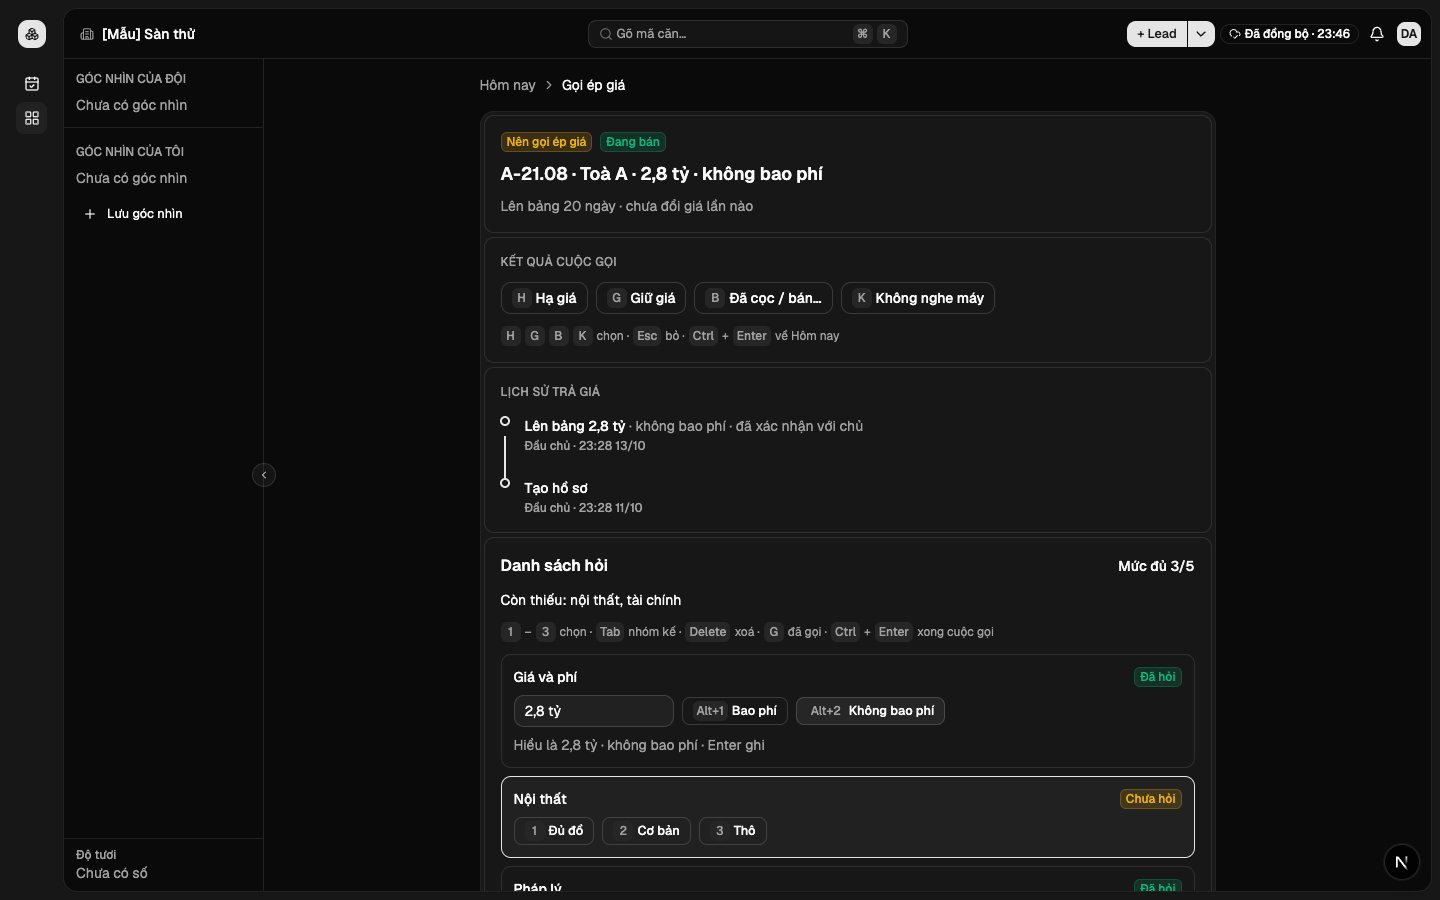 [Mẫu] Sàn thử
Gõ mã căn...
⌘ K
+ Lead
Đã đồng bộ · 23:46
DA
GÓC NHÌN CỦA ĐỘI
Chưa có góc nhìn
GÓC NHÌN CỦA TÔI
Chưa có góc nhìn
+ Lưu góc nhìn
Độ tươi
Chưa có số
Hôm nay > Gọi ép giá
Nên gọi ép giá Đang bán
A-21.08 · Toà A · 2,8 tỷ · không bao phí
Lên bảng 20 ngày · chưa đổi giá lần nào
KẾT QUẢ CUỘC GỌI
H Hạ giá G Giữ giá B Đã cọc / bán... K Không nghe máy
H G B K chọn · Esc bỏ · Ctrl + Enter về Hôm nay
LỊCH SỬ TRẢ GIÁ
Lên bảng 2,8 tỷ · không bao phí · đã xác nhận với chủ
Đầu chủ · 23:28 13/10
Tạo hồ sơ
Đầu chủ · 23:28 11/10
Danh sách hỏi
Mức đủ 3/5
Còn thiếu: nội thất, tài chính
1 – 3 chọn · Tab nhóm kế · Delete xoá · G đã gọi · Ctrl + Enter xong cuộc gọi
Giá và phí
Đã hỏi
2,8 tỷ Alt+1 Bao phí Alt+2 Không bao phí
Hiểu là 2,8 tỷ · không bao phí · Enter ghi
Nội thất
Chưa hỏi
1 Đủ đồ 2 Cơ bản 3 Thô
Pháp lý
Đã hỏi
N